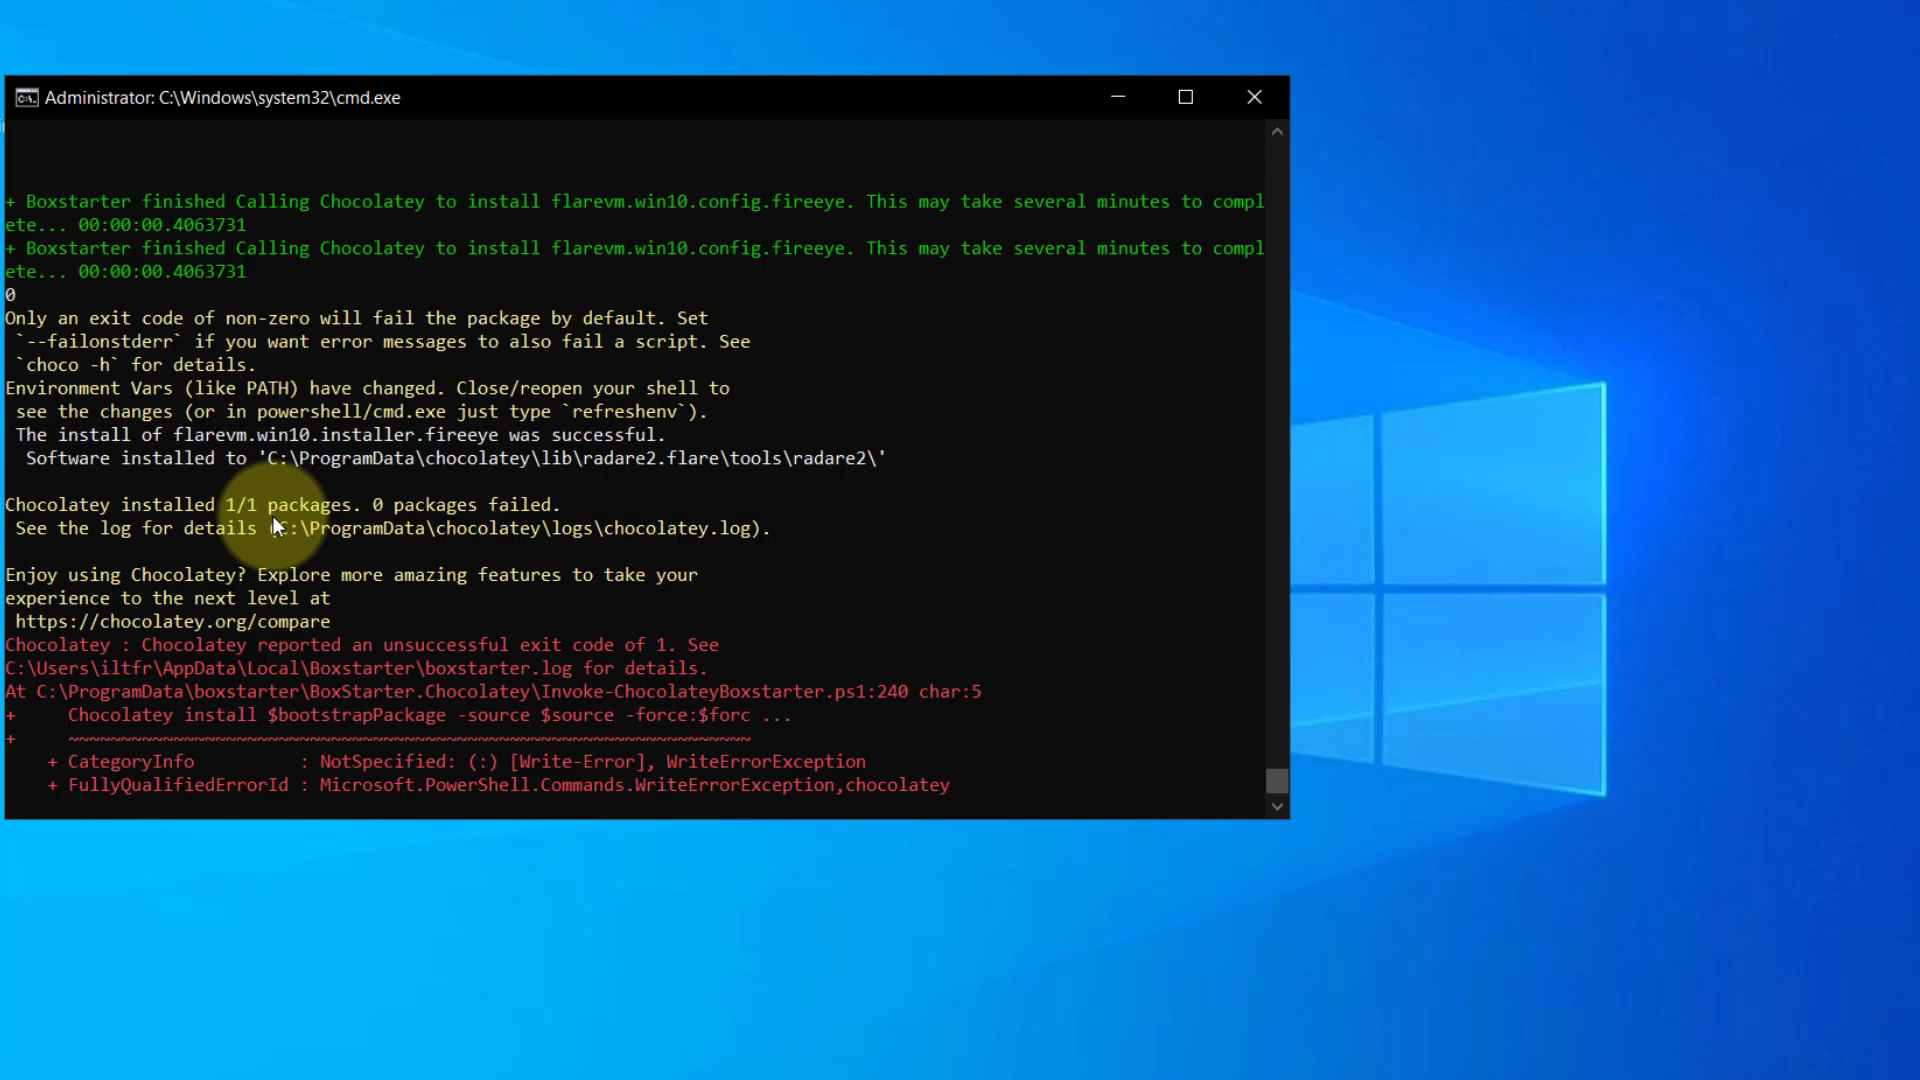 Administrator: C:\Windows\system32\cmd.exe
+ Boxstarter finished Calling Chocolatey to install flarevm.win10.config.fireeye. This may take several minutes to compl
ete... 00:00:00.4063731
+ Boxstarter finished Calling Chocolatey to install flarevm.win10.config.fireeye. This may take several minutes to compl
ete... 00:00:00.4063731
0
Only an exit code of non-zero will fail the package by default. Set
`--failonstderr` if you want error messages to also fail a script. See
`choco -h` for details.
Environment Vars (like PATH) have changed. Close/reopen your shell to
see the changes (or in powershell/cmd.exe just type `refreshenv`).
The install of flarevm.win10.installer.fireeye was successful.
Software installed to 'C:\ProgramData\chocolatey\lib\radare2.flare\tools\radare2\'
Chocolatey installed 1/1 packages. 0 packages failed.
See the log for details (C:\ProgramData\chocolatey\logs\chocolatey.log).
Enjoy using Chocolatey? Explore more amazing features to take your
experience to the next level at
https://chocolatey.org/compare
Chocolatey : Chocolatey reported an unsuccessful exit code of 1. See
C:\Users\iltfr\AppData\Local\Boxstarter\boxstarter.log for details.
At C:\ProgramData\boxstarter\BoxStarter.Chocolatey\Invoke-ChocolateyBoxstarter.ps1:240 char:5
+     Chocolatey install $bootstrapPackage -source $source -force:$forc ...
+     ~~~~~~~~~~~~~~~~~~~~~~~~~~~~~~~~~~~~~~~~~~~~~~~~~~~~~~~~~~~~~~~~~
+ CategoryInfo          : NotSpecified: (:) [Write-Error], WriteErrorException
+ FullyQualifiedErrorId : Microsoft.PowerShell.Commands.WriteErrorException,chocolatey